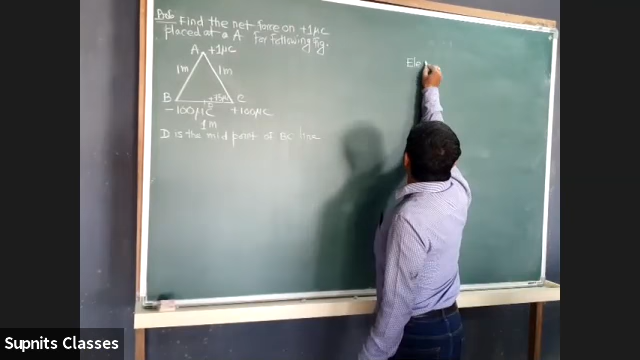 Prob Find the net force on +1μC
placed at a A for following fig.
A +1μC
1m 1m
B C
-100μC +100μC
1M
D is the mid point of BC line
Ele
Supnits Classes